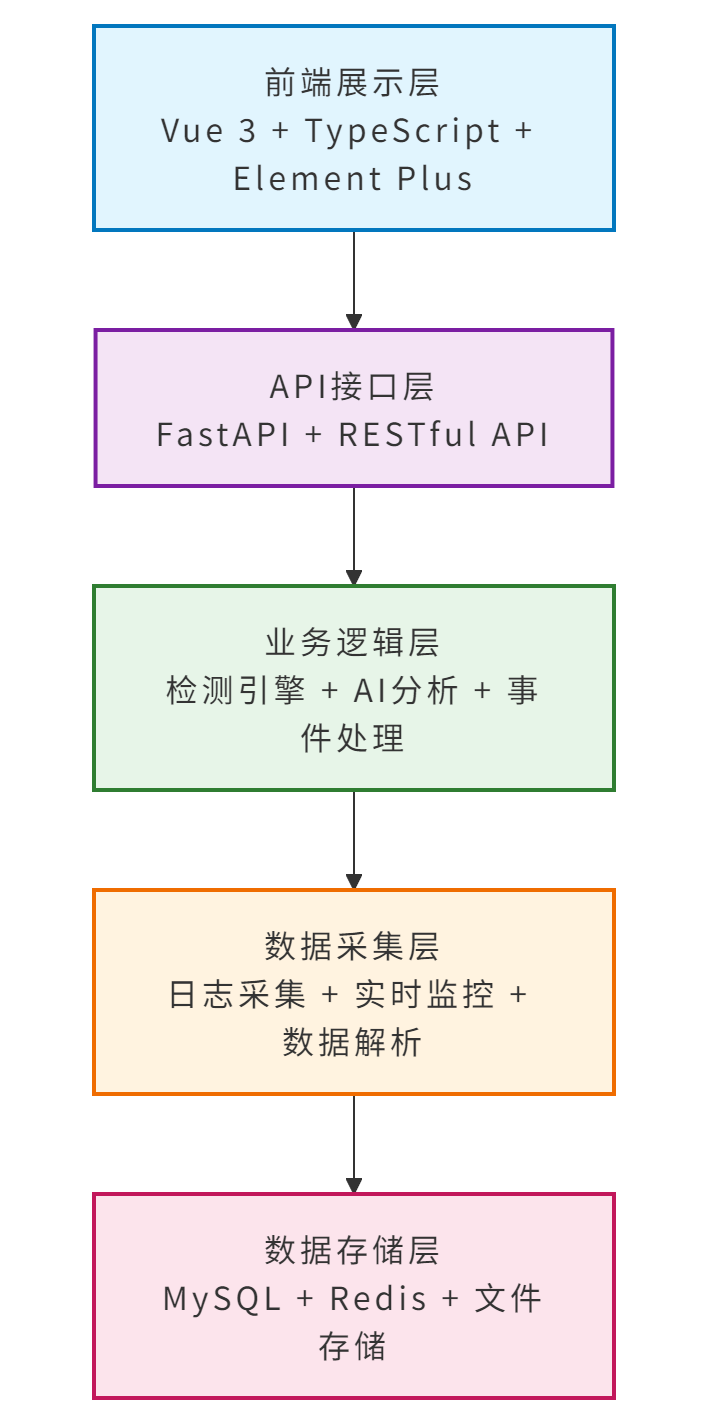 前端展示层
Vue 3 + TypeScript +
Element Plus
API接口层
FastAPI + RESTful API
业务逻辑层
检测引擎 + AI分析 + 事
件处理
数据采集层
日志采集 + 实时监控 +
数据解析
数据存储层
MySQL + Redis + 文件
存储